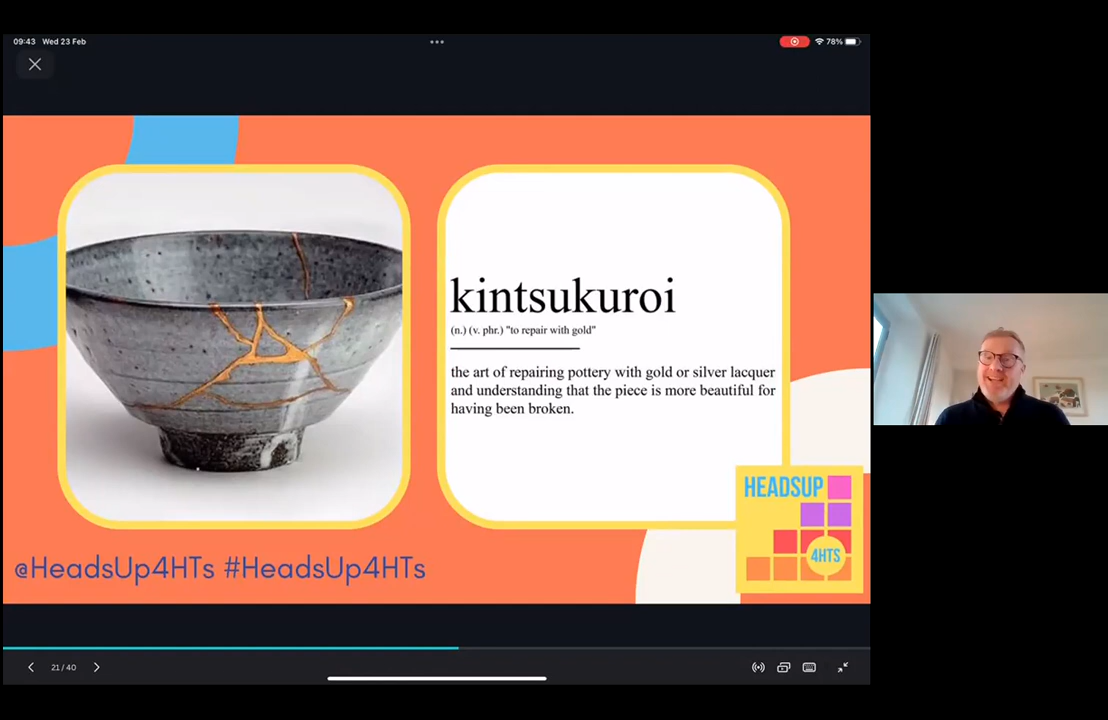 09:43 Wed 23 Feb
78%
kintsukuroi
(n.) (v. phr.) "to repair with gold"
the art of repairing pottery with gold or silver lacquer
and understanding that the piece is more beautiful for
having been broken.
HEADSUP
4HTS
@HeadsUp4HTs #HeadsUp4HTs
21 / 40